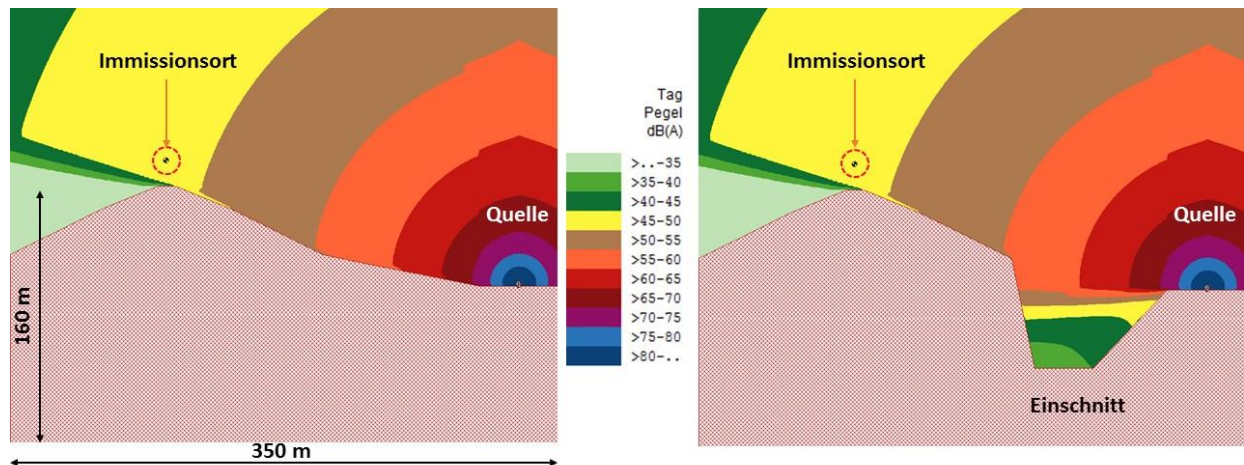 Immissionsort
Quelle
160 m
350 m
Tag
Pegel
dB(A)
>..-35
>35-40
>40-45
>45-50
>50-55
>55-60
>60-65
>65-70
>70-75
>75-80
>80-..
Immissionsort
Quelle
Einschnitt